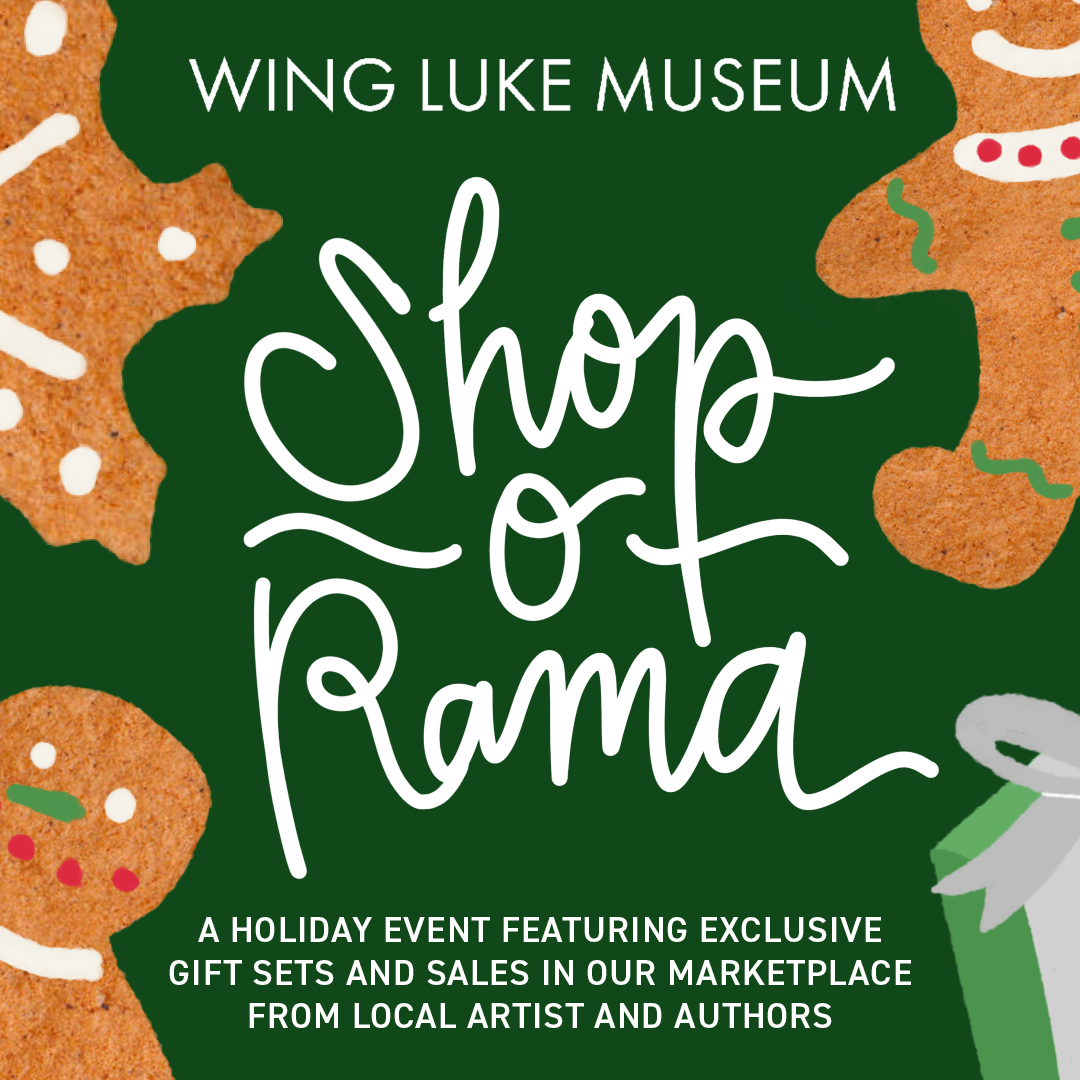 WING LUKE MUSEUM
Shop
o
Rama
A HOLIDAY EVENT FEATURING EXCLUSIVE
GIFT SETS AND SALES IN OUR MARKETPLACE
FROM LOCAL ARTIST AND AUTHORS